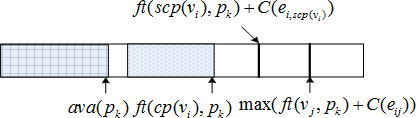 ft(scp(v_i), p_k) + C(e_{i,scp(v_i)})
ava(p_k) ft(cp(v_i), p_k) max(ft(v_j, p_k) + C(e_{ij}))